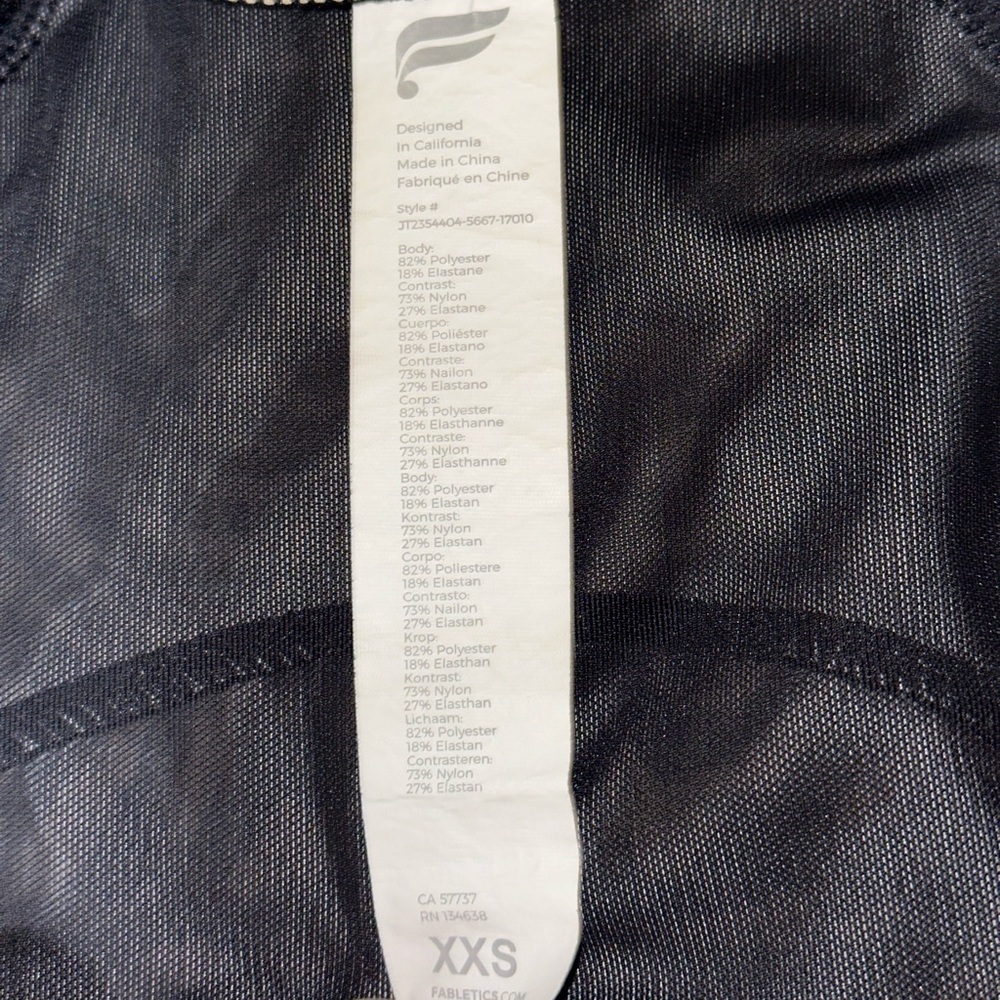 Designed
In California
Made in China
Fabriqué en Chine
Style #
JT2354404-5667-17010
Body:
82% Polyester
18% Elastane
Contrast:
73% Nylon
27% Elastane
Cuerpo:
82% Poliéster
18% Elastano
Contraste:
73% Nailon
27% Elastano
Corps:
82% Polyester
18% Elasthanne
Contraste:
73% Nylon
27% Elasthanne
Body:
82% Polyester
18% Elastan
Kontrast:
73% Nylon
27% Elastan
Corpo:
82% Poliestere
18% Elastan
Contrasto:
73% Nailon
27% Elastan
Krop:
82% Polyester
18% Elasthan
Kontrast:
73% Nylon
27% Elasthan
Lichaam:
82% Polyester
18% Elastan
Contrasteren:
73% Nylon
27% Elastan
CA 57737
RN 134638
XXS
FABLETICS.COM